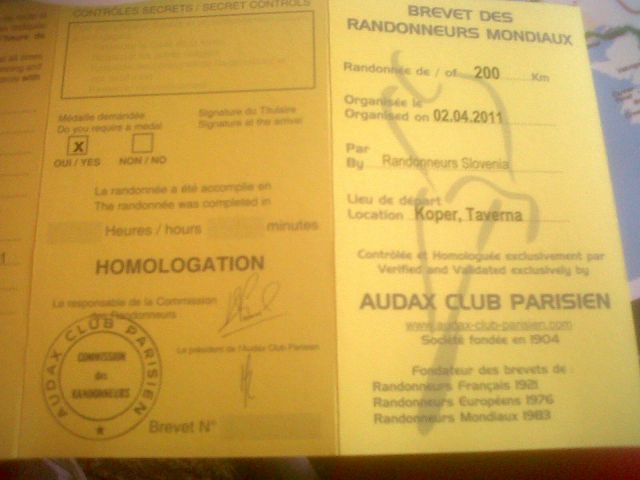 CONTRÔLES SECRETS / SECRET CONTROLS
Médaille demandée
Do you require a medal
X
OUI / YES NON / NO
Signature du Titulaire
Signature at the arrival
La randonnée a été accomplie en
The randonnée was completed in
Heures / hours minutes
HOMOLOGATION
Le responsable de la Commission
des Randonneurs
Le président de l'Audax Club Parisien
AUDAX CLUB PARISIEN
COMMISSION
des
RANDONNEURS
Brevet N°
BREVET DES
RANDONNEURS MONDIAUX
Randonnée de / of 200 Km
Organisée le
Organised on 02.04.2011
Par
By Randonneurs Slovenia
Lieu de départ
Location Koper, Taverna
Contrôlée et Homologuée exclusivement par
Verified and Validated exclusively by
AUDAX CLUB PARISIEN
www.audax-club-parisien.com
Société fondée en 1904
Fondateur des brevets de :
Randonneurs Français 1921
Randonneurs Européens 1976
Randonneurs Mondiaux 1983